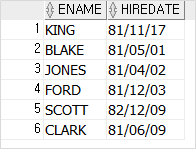 ENAME HIREDATE
1 KING 81/11/17
2 BLAKE 81/05/01
3 JONES 81/04/02
4 FORD 81/12/03
5 SCOTT 82/12/09
6 CLARK 81/06/09